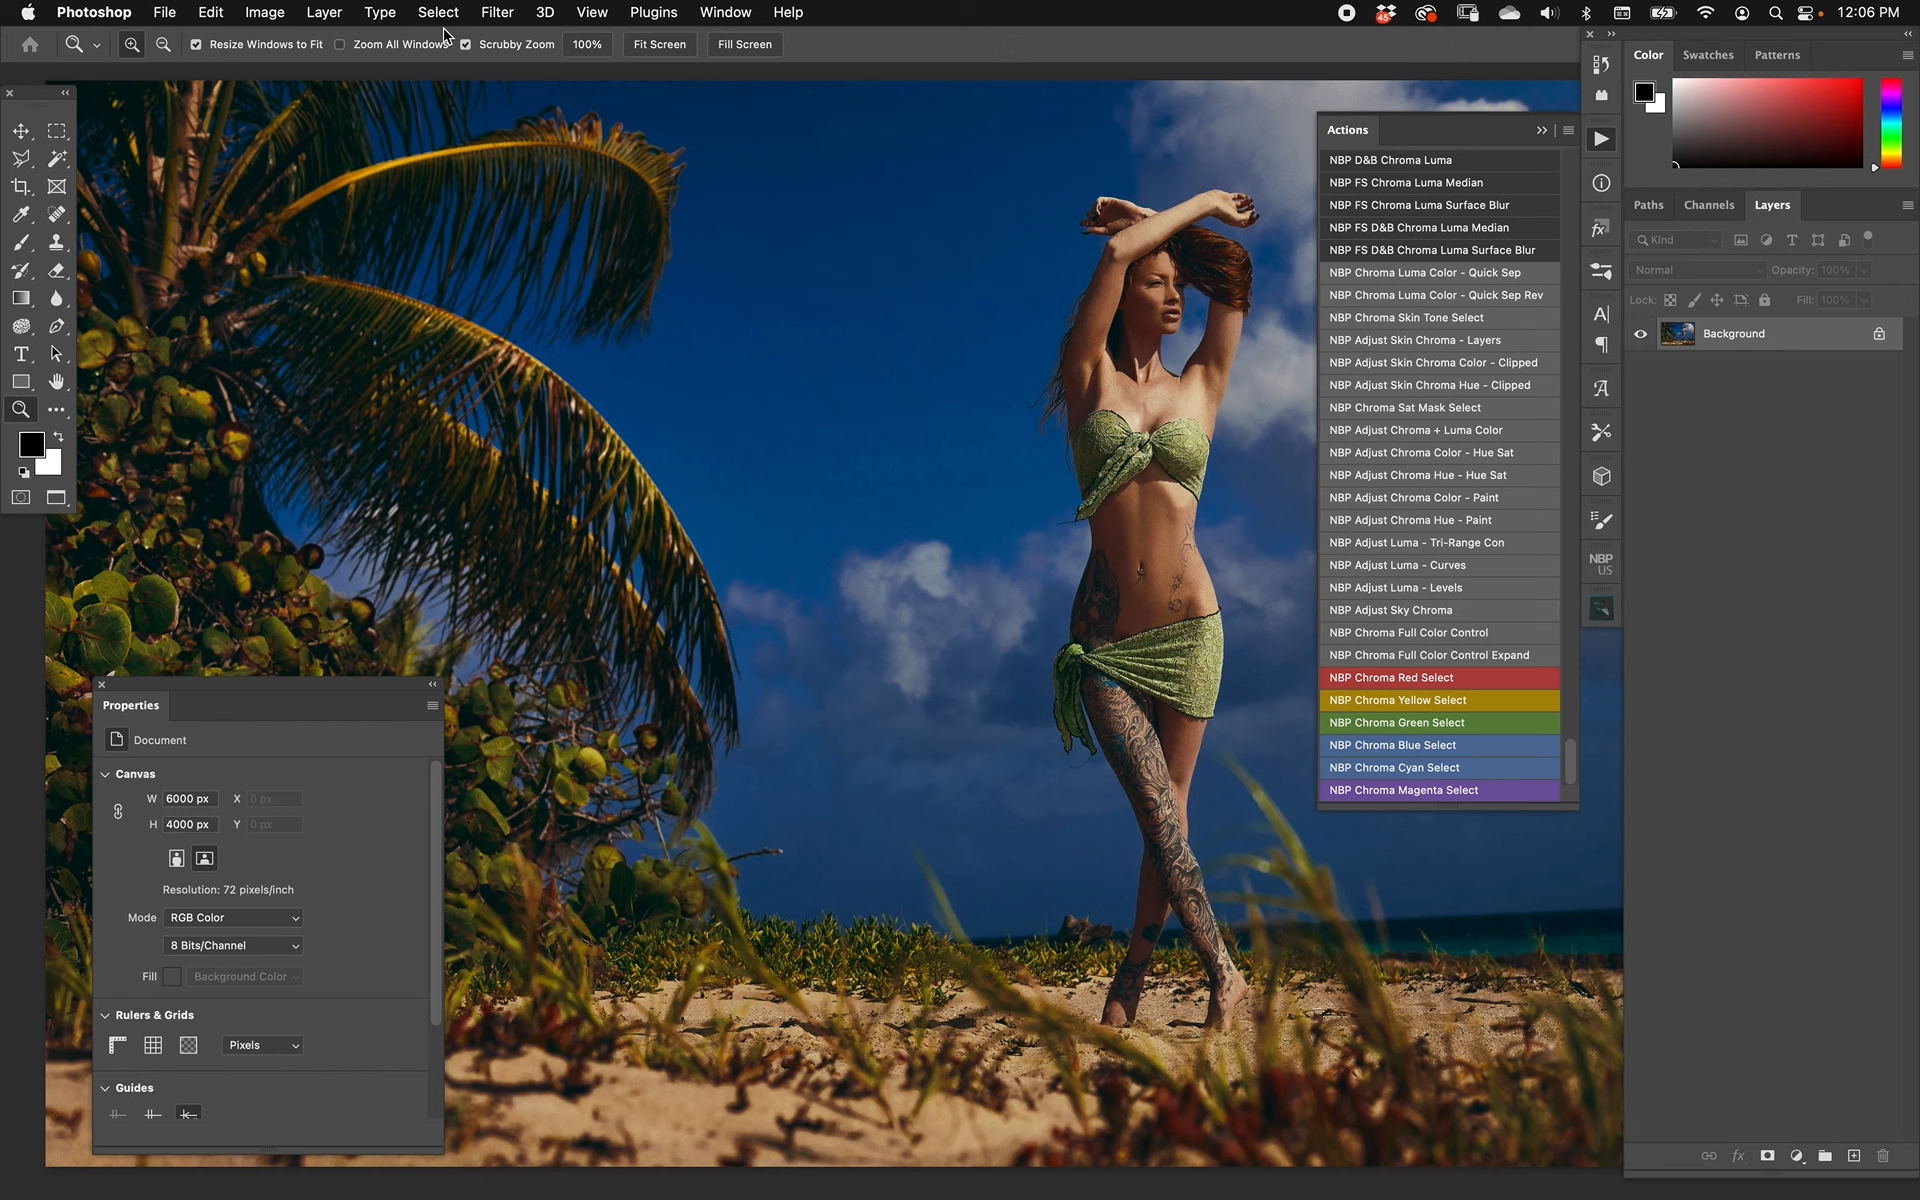 Photoshop File Edit Image Layer Type Select Filter 3D View Plugins Window Help 45 12:06 PM
Resize Windows to Fit Zoom All Windows Scrubby Zoom 100% Fit Screen Fill Screen
Color Swatches Patterns
Actions
NBP D&B Chroma Luma
NBP FS Chroma Luma Median
NBP FS Chroma Luma Surface Blur
NBP FS D&B Chroma Luma Median
NBP FS D&B Chroma Luma Surface Blur
NBP Chroma Luma Color - Quick Sep
NBP Chroma Luma Color - Quick Sep Rev
NBP Chroma Skin Tone Select
NBP Adjust Skin Chroma - Layers
NBP Adjust Skin Chroma Color - Clipped
NBP Adjust Skin Chroma Hue - Clipped
NBP Chroma Sat Mask Select
NBP Adjust Chroma + Luma Color
NBP Adjust Chroma Color - Hue Sat
NBP Adjust Chroma Hue - Hue Sat
NBP Adjust Chroma Color - Paint
NBP Adjust Chroma Hue - Paint
NBP Adjust Luma - Tri-Range Con
NBP Adjust Luma - Curves
NBP Adjust Luma - Levels
NBP Adjust Sky Chroma
NBP Chroma Full Color Control
NBP Chroma Full Color Control Expand
NBP Chroma Red Select
NBP Chroma Yellow Select
NBP Chroma Green Select
NBP Chroma Blue Select
NBP Chroma Cyan Select
NBP Chroma Magenta Select
NBP
US
Paths Channels Layers
Kind
Normal Opacity: 100%
Lock: Fill: 100%
Background
Properties
Document
Canvas
W 6000 px X 0 px
H 4000 px Y 0 px
Resolution: 72 pixels/inch
Mode RGB Color
8 Bits/Channel
Fill Background Color
Rulers & Grids
Pixels
Guides